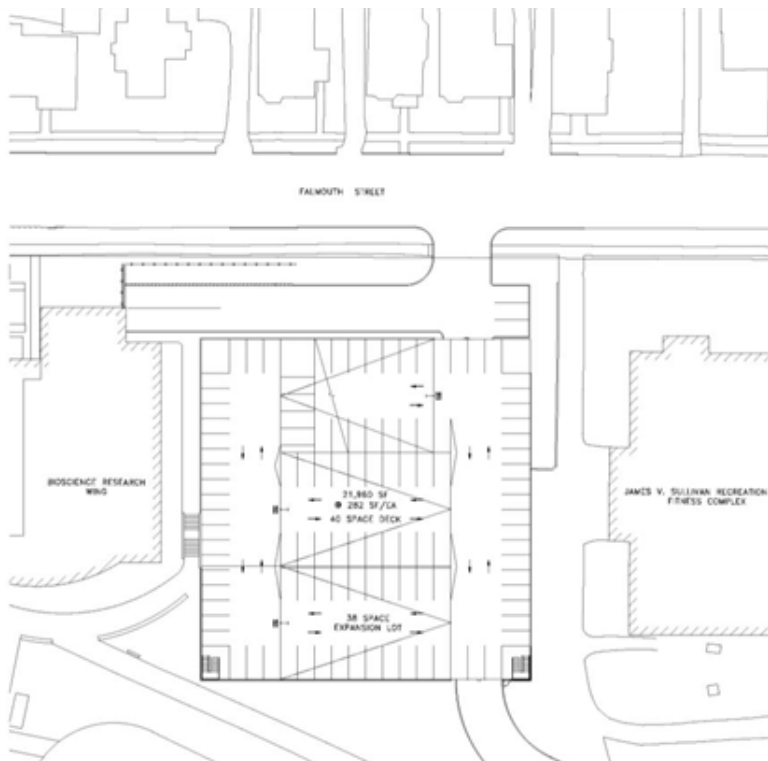 FALMOUTH STREET
BIOSCIENCE RESEARCH
WING
21,860 SF
@ 282 SF/CA
40 SPACE DECK
JAMES V. SULLIVAN RECREATION
FITNESS COMPLEX
38 SPACE
EXPANSION LOT